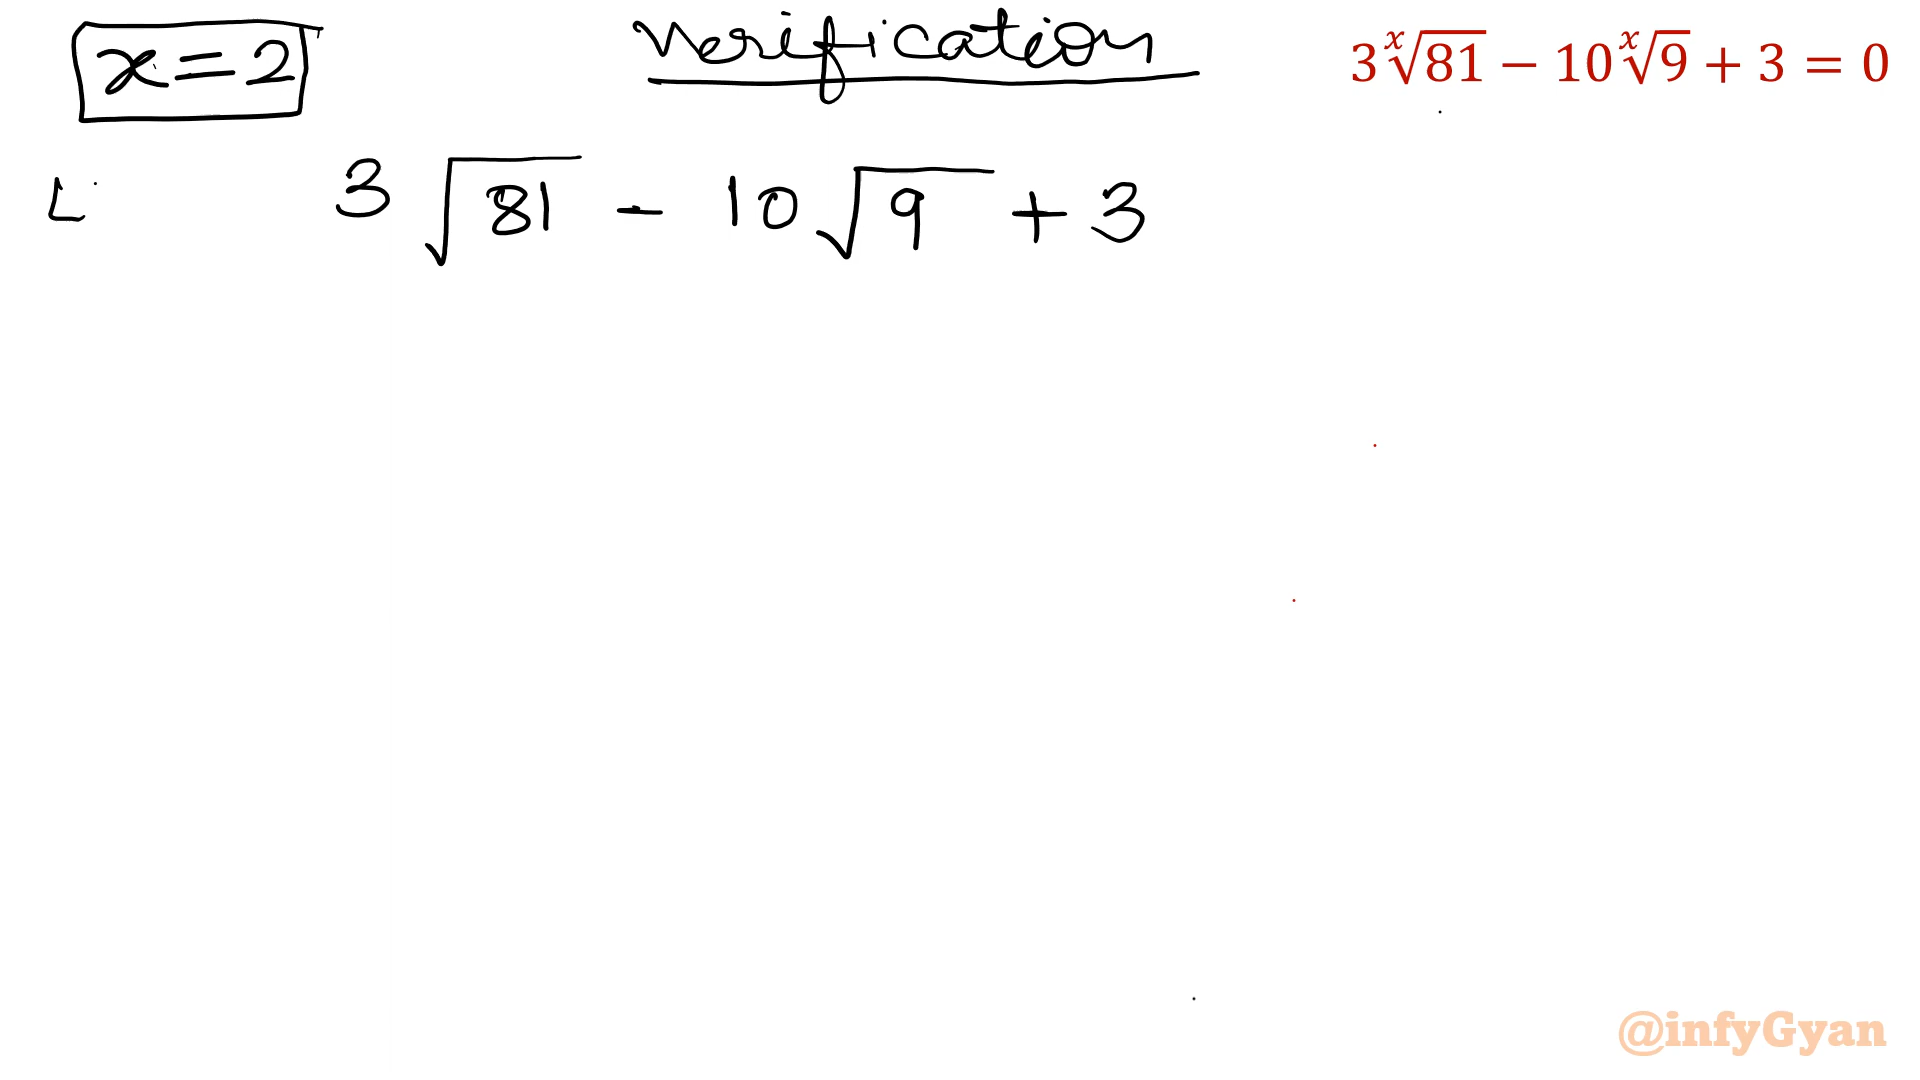 x=2
Verification
3 ˣ√81 − 10 ˣ√9 + 3 = 0
L 3√81 - 10√9 + 3
@infyGyan